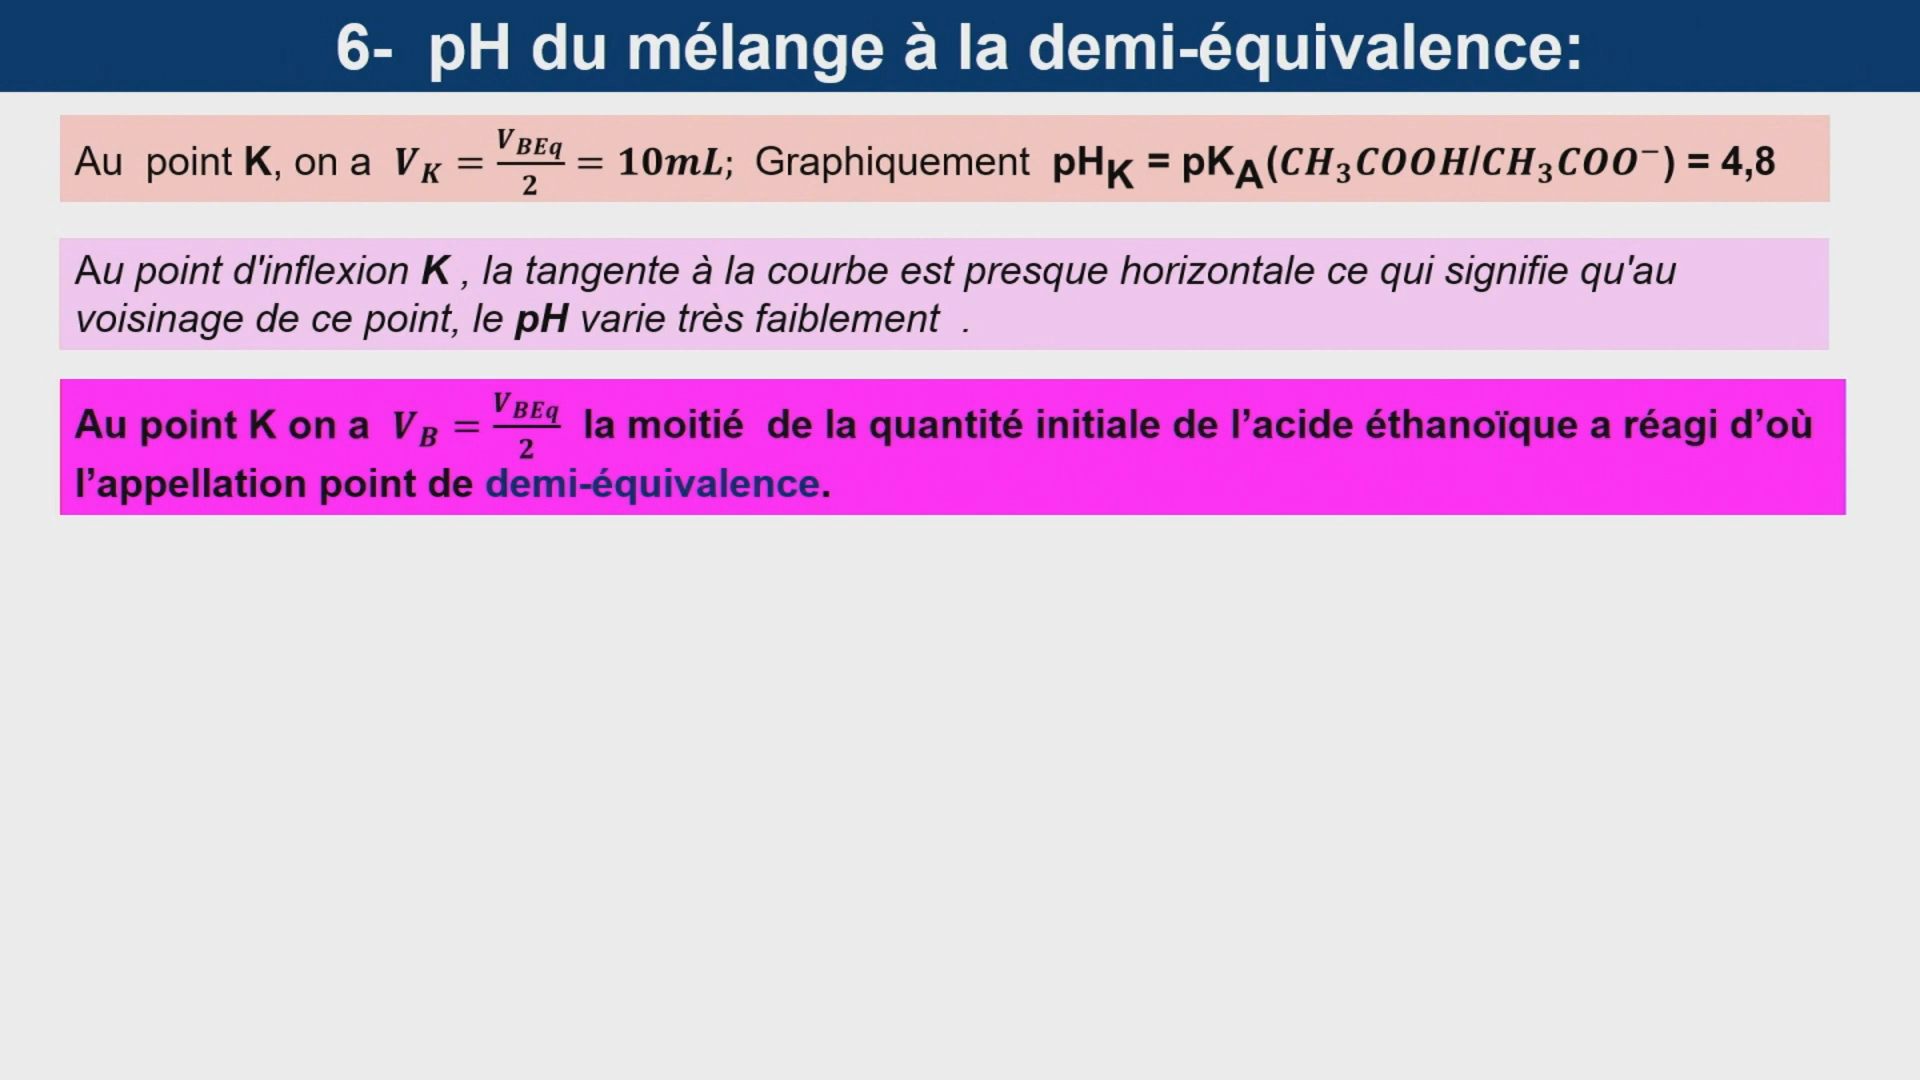 6- pH du mélange à la demi-équivalence:
Au point K, on a V_K = V_BEq/2 = 10mL; Graphiquement pH_K = pK_A(CH₃COOH/CH₃COO⁻) = 4,8
Au point d'inflexion K , la tangente à la courbe est presque horizontale ce qui signifie qu'au
voisinage de ce point, le pH varie très faiblement .
Au point K on a V_B = V_BEq/2 la moitié de la quantité initiale de l’acide éthanoïque a réagi d’où
l’appellation point de demi-équivalence.